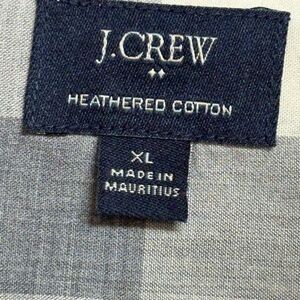 J.CREW
HEATHERED COTTON
XL
MADE IN
MAURITIUS